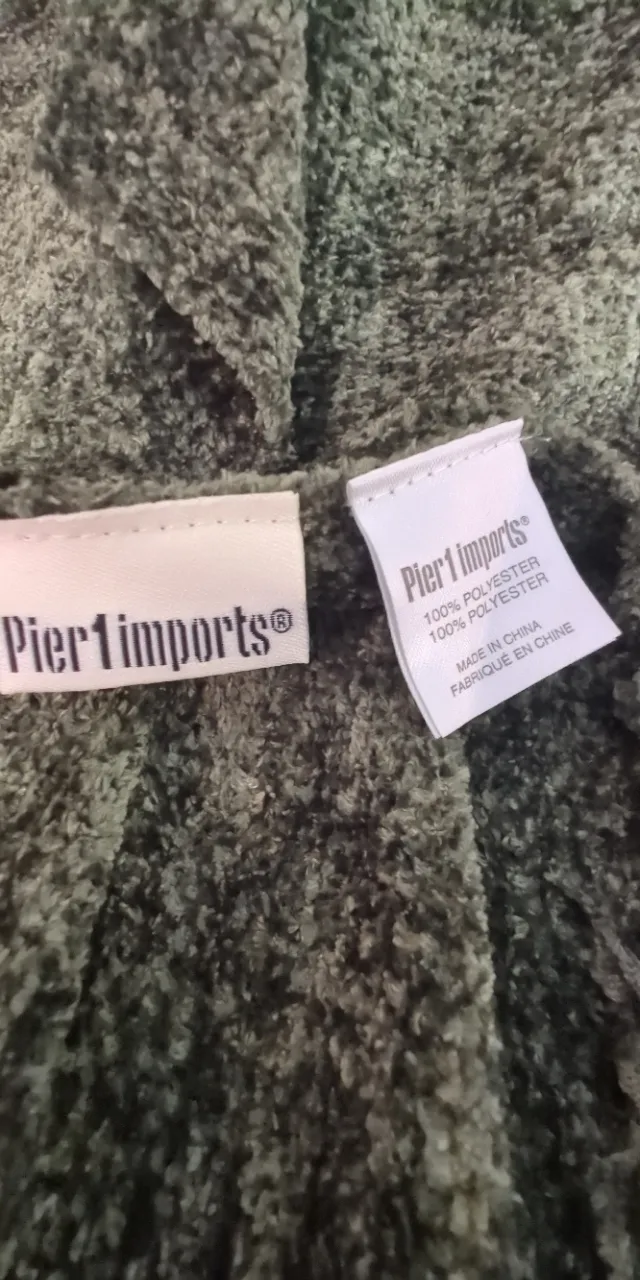 Pier1imports®
Pier1imports®
100% POLYESTER
100% POLYESTER
MADE IN CHINA
FABRIQUÉ EN CHINE